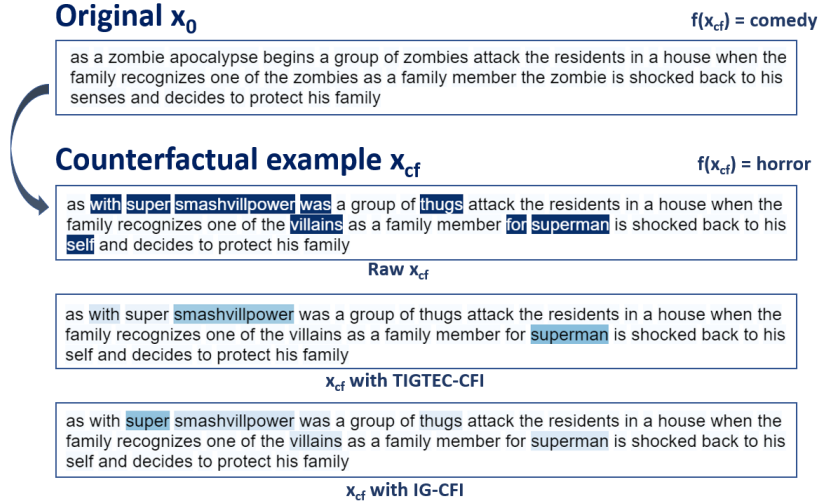 Original x0
f(xcf) = comedy
as a zombie apocalypse begins a group of zombies attack the residents in a house when the
family recognizes one of the zombies as a family member the zombie is shocked back to his
senses and decides to protect his family
Counterfactual example xcf
f(xcf) = horror
as with super smashvillpower was a group of thugs attack the residents in a house when the
family recognizes one of the villains as a family member for superman is shocked back to his
self and decides to protect his family
Raw xcf
as with super smashvillpower was a group of thugs attack the residents in a house when the
family recognizes one of the villains as a family member for superman is shocked back to his
self and decides to protect his family
xcf with TIGTEC-CFI
as with super smashvillpower was a group of thugs attack the residents in a house when the
family recognizes one of the villains as a family member for superman is shocked back to his
self and decides to protect his family
xcf with IG-CFI